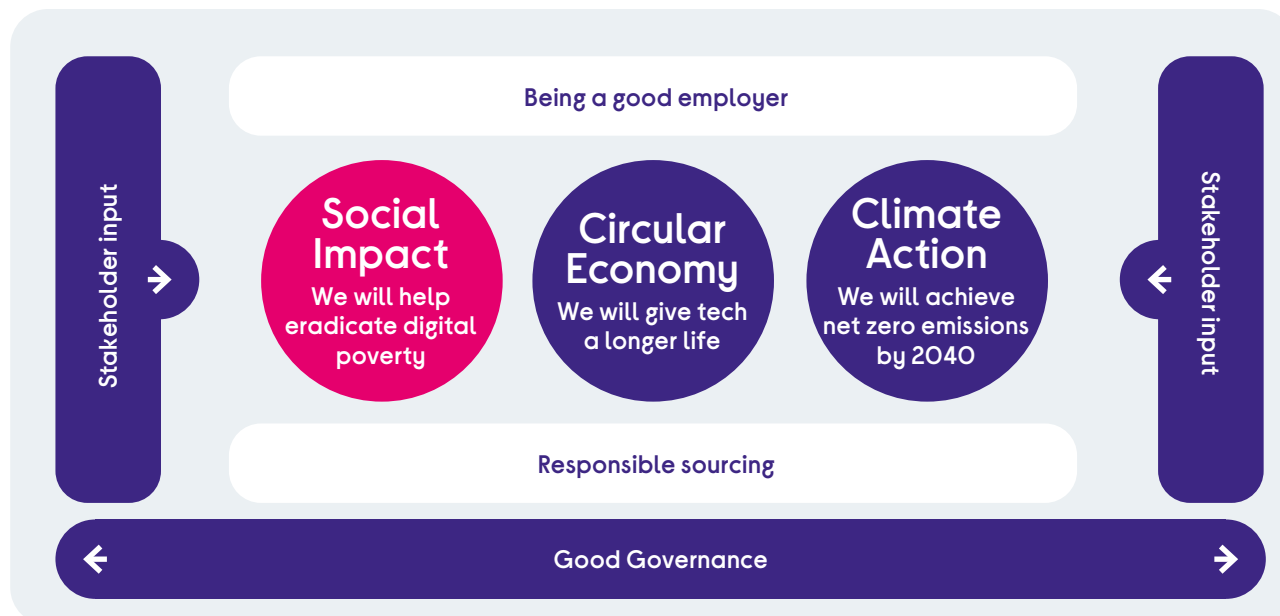 Being a good employer
Stakeholder input
Social
Impact
We will help
eradicate digital
poverty
Circular
Economy
We will give tech
a longer life
Climate
Action
We will achieve
net zero emissions
by 2040
Stakeholder input
Responsible sourcing
Good Governance